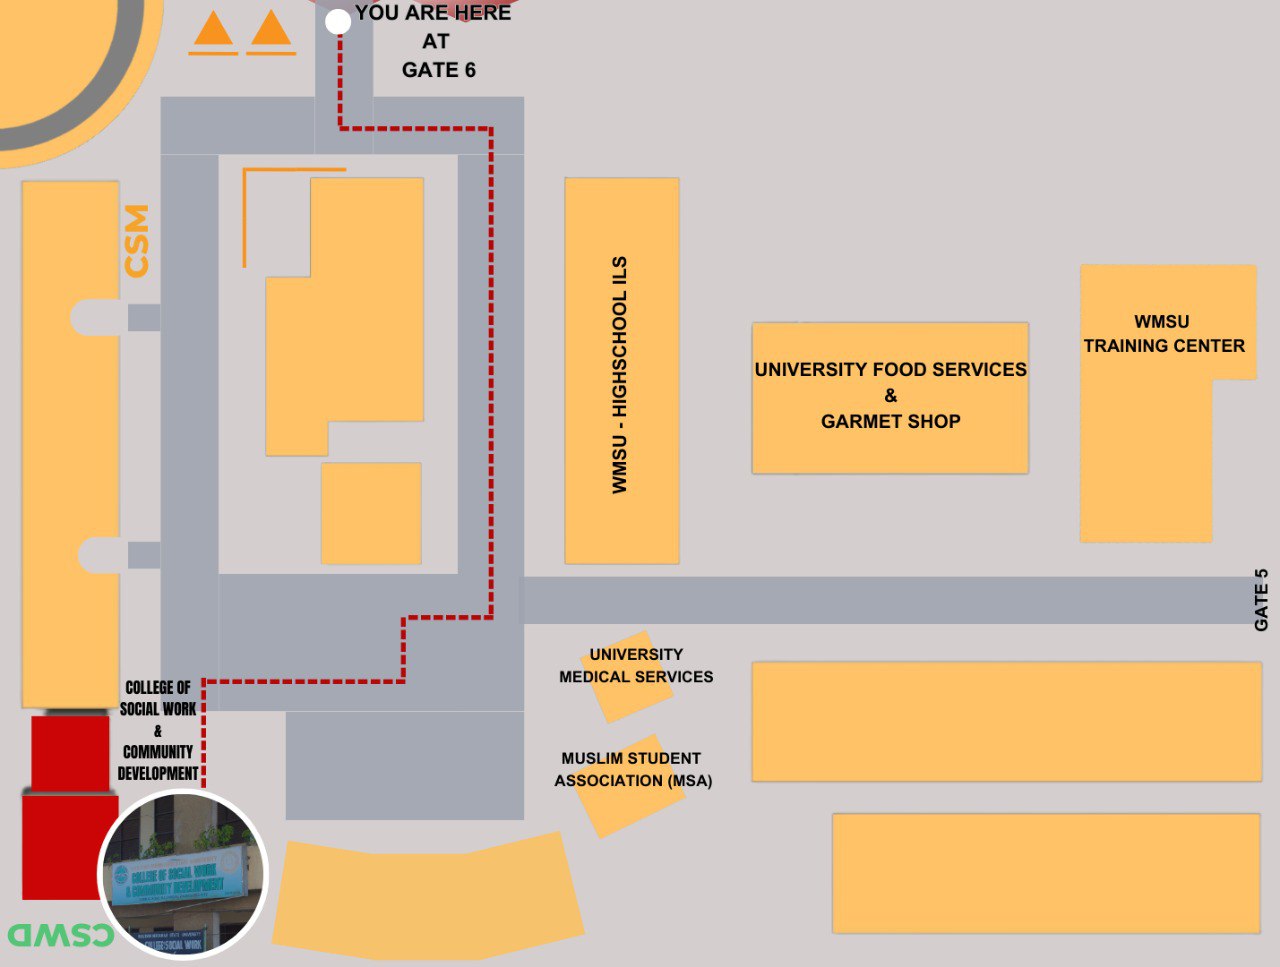 YOU ARE HERE
AT
GATE 6
CSM
WMSU - HIGHSCHOOL ILS
UNIVERSITY FOOD SERVICES
&
GARMET SHOP
WMSU
TRAINING CENTER
GATE 5
UNIVERSITY
MEDICAL SERVICES
MUSLIM STUDENT
ASSOCIATION (MSA)
COLLEGE OF
SOCIAL WORK
&
COMMUNITY
DEVELOPMENT
COLLEGE OF SOCIAL WORK
& COMMUNITY DEVELOPMENT
COLLEGE SOCIAL WORK
CSWD